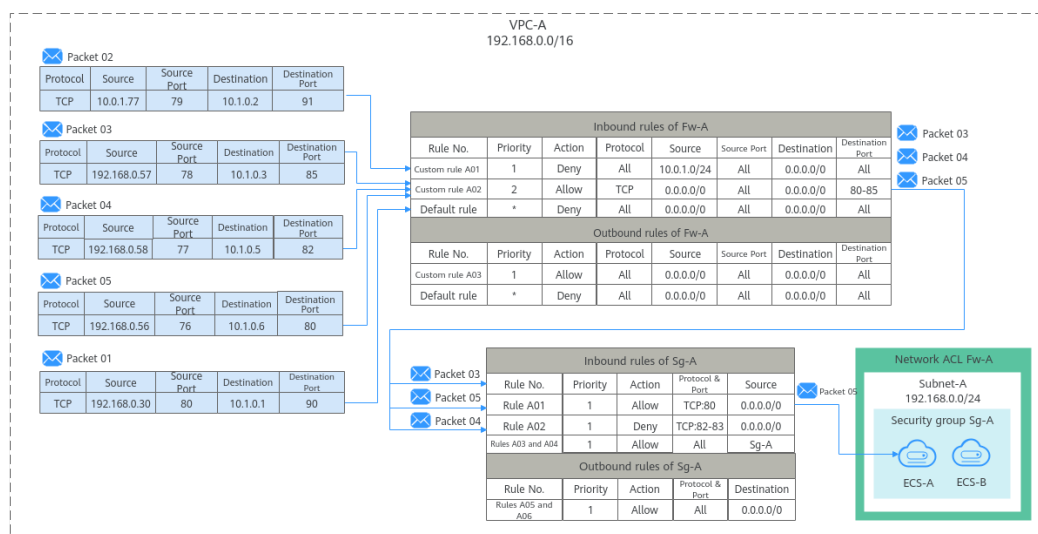 VPC-A
192.168.0.0/16
Packet 02
Protocol Source Source Port Destination Destination Port
TCP 10.0.1.77 79 10.1.0.2 91
Packet 03
Protocol Source Source Port Destination Destination Port
TCP 192.168.0.57 78 10.1.0.3 85
Packet 04
Protocol Source Source Port Destination Destination Port
TCP 192.168.0.58 77 10.1.0.5 82
Packet 05
Protocol Source Source Port Destination Destination Port
TCP 192.168.0.56 76 10.1.0.6 80
Packet 01
Protocol Source Source Port Destination Destination Port
TCP 192.168.0.30 80 10.1.0.1 90
Inbound rules of Fw-A
Rule No. Priority Action Protocol Source Source Port Destination Destination Port
Custom rule A01 1 Deny All 10.0.1.0/24 All 0.0.0.0/0 All
Custom rule A02 2 Allow TCP 0.0.0.0/0 All 0.0.0.0/0 80-85
Default rule * Deny All 0.0.0.0/0 All 0.0.0.0/0 All
Outbound rules of Fw-A
Rule No. Priority Action Protocol Source Source Port Destination Destination Port
Custom rule A03 1 Allow All 0.0.0.0/0 All 0.0.0.0/0 All
Default rule * Deny All 0.0.0.0/0 All 0.0.0.0/0 All
Packet 03
Packet 04
Packet 05
Packet 03
Packet 05
Packet 04
Inbound rules of Sg-A
Rule No. Priority Action Protocol & Port Source
Rule A01 1 Allow TCP:80 0.0.0.0/0
Rule A02 1 Deny TCP:82-83 0.0.0.0/0
Rules A03 and A04 1 Allow All Sg-A
Outbound rules of Sg-A
Rule No. Priority Action Protocol & Port Destination
Rules A05 and A06 1 Allow All 0.0.0.0/0
Packet 05
Network ACL Fw-A
Subnet-A
192.168.0.0/24
Security group Sg-A
ECS-A ECS-B